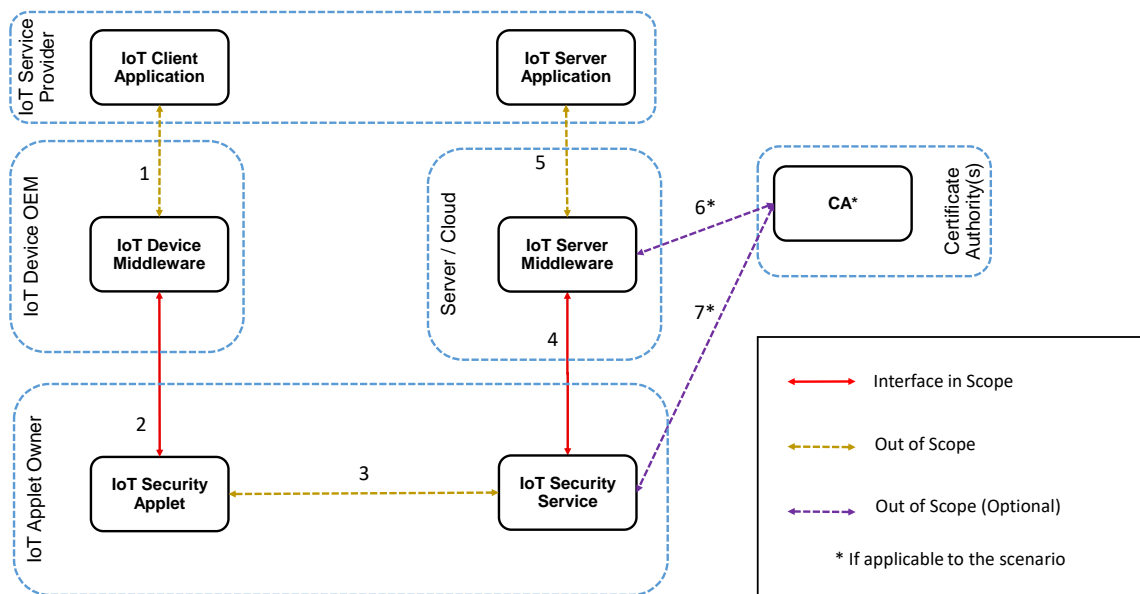 IoT Service
Provider
IoT Client
Application
IoT Server
Application
1
5
IoT Device OEM
IoT Device
Middleware
Server / Cloud
IoT Server
Middleware
6*
CA*
Certificate
Authority(s)
7*
2
4
IoT Applet Owner
IoT Security
Applet
3
IoT Security
Service
Interface in Scope
Out of Scope
Out of Scope (Optional)
* If applicable to the scenario